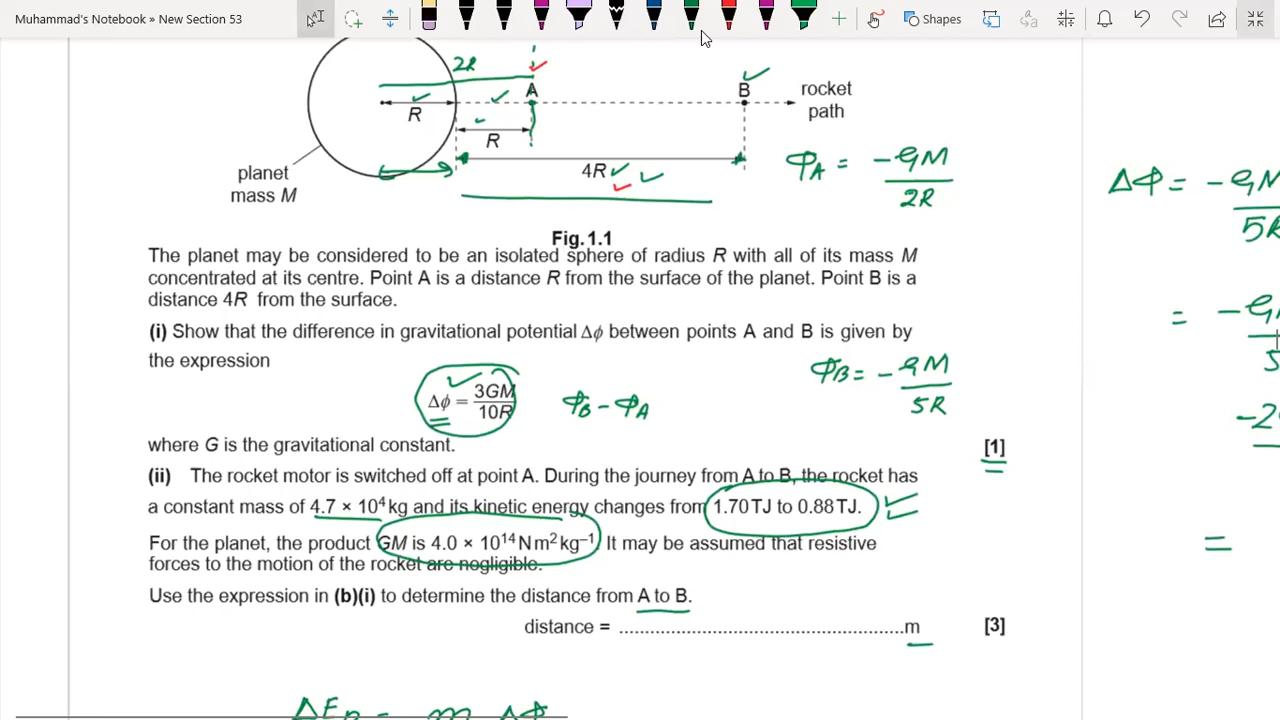 Muhammad's Notebook » New Section 53
Shapes
2R
A
B
rocket
path
R
R
4R
planet
mass M
φA = -GM
2R
Δφ = -GM
5R
Fig.1.1
The planet may be considered to be an isolated sphere of radius R with all of its mass M
concentrated at its centre. Point A is a distance R from the surface of the planet. Point B is a
distance 4R from the surface.
(i) Show that the difference in gravitational potential Δϕ between points A and B is given by
the expression
Δϕ = 3GM
10R
φB - φA
φB = -GM
5R
= -GM
5
-2
where G is the gravitational constant.
[1]
(ii) The rocket motor is switched off at point A. During the journey from A to B, the rocket has
a constant mass of 4.7 × 10⁴ kg and its kinetic energy changes from 1.70 TJ to 0.88 TJ.
For the planet, the product GM is 4.0 × 10¹⁴ N m² kg⁻¹. It may be assumed that resistive
forces to the motion of the rocket are negligible.
=
Use the expression in (b)(i) to determine the distance from A to B.
distance = ......................................................m
[3]
ΔEp = m Δφ